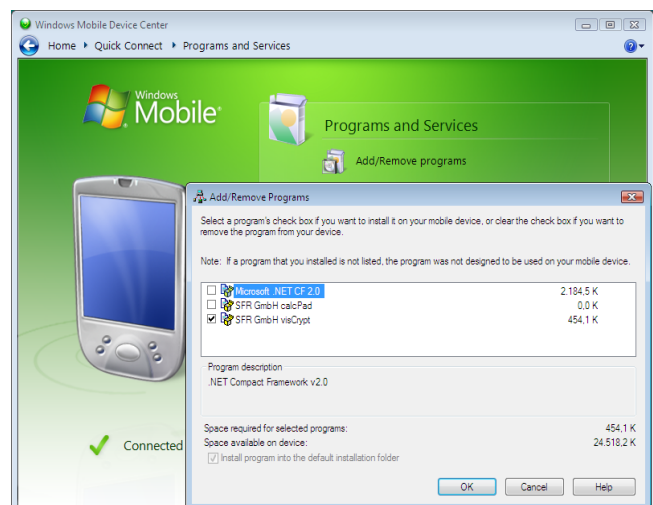 Windows Mobile Device Center
Home Quick Connect Programs and Services
Windows
Mobile
Programs and Services
Add/Remove programs
Add/Remove Programs
Select a program's check box if you want to install it on your mobile device, or clear the check box if you want to
remove the program from your device.
Note: If a program that you installed is not listed, the program was not designed to be used on your mobile device.
Microsoft .NET CF 2.0 2.184,5 K
SFR GmbH calcPad 0,0 K
SFR GmbH visCrypt 454,1 K
Program description
.NET Compact Framework v2.0
Space required for selected programs: 454,1 K
Space available on device: 24.518,2 K
Install program into the default installation folder
Connected
OK Cancel Help